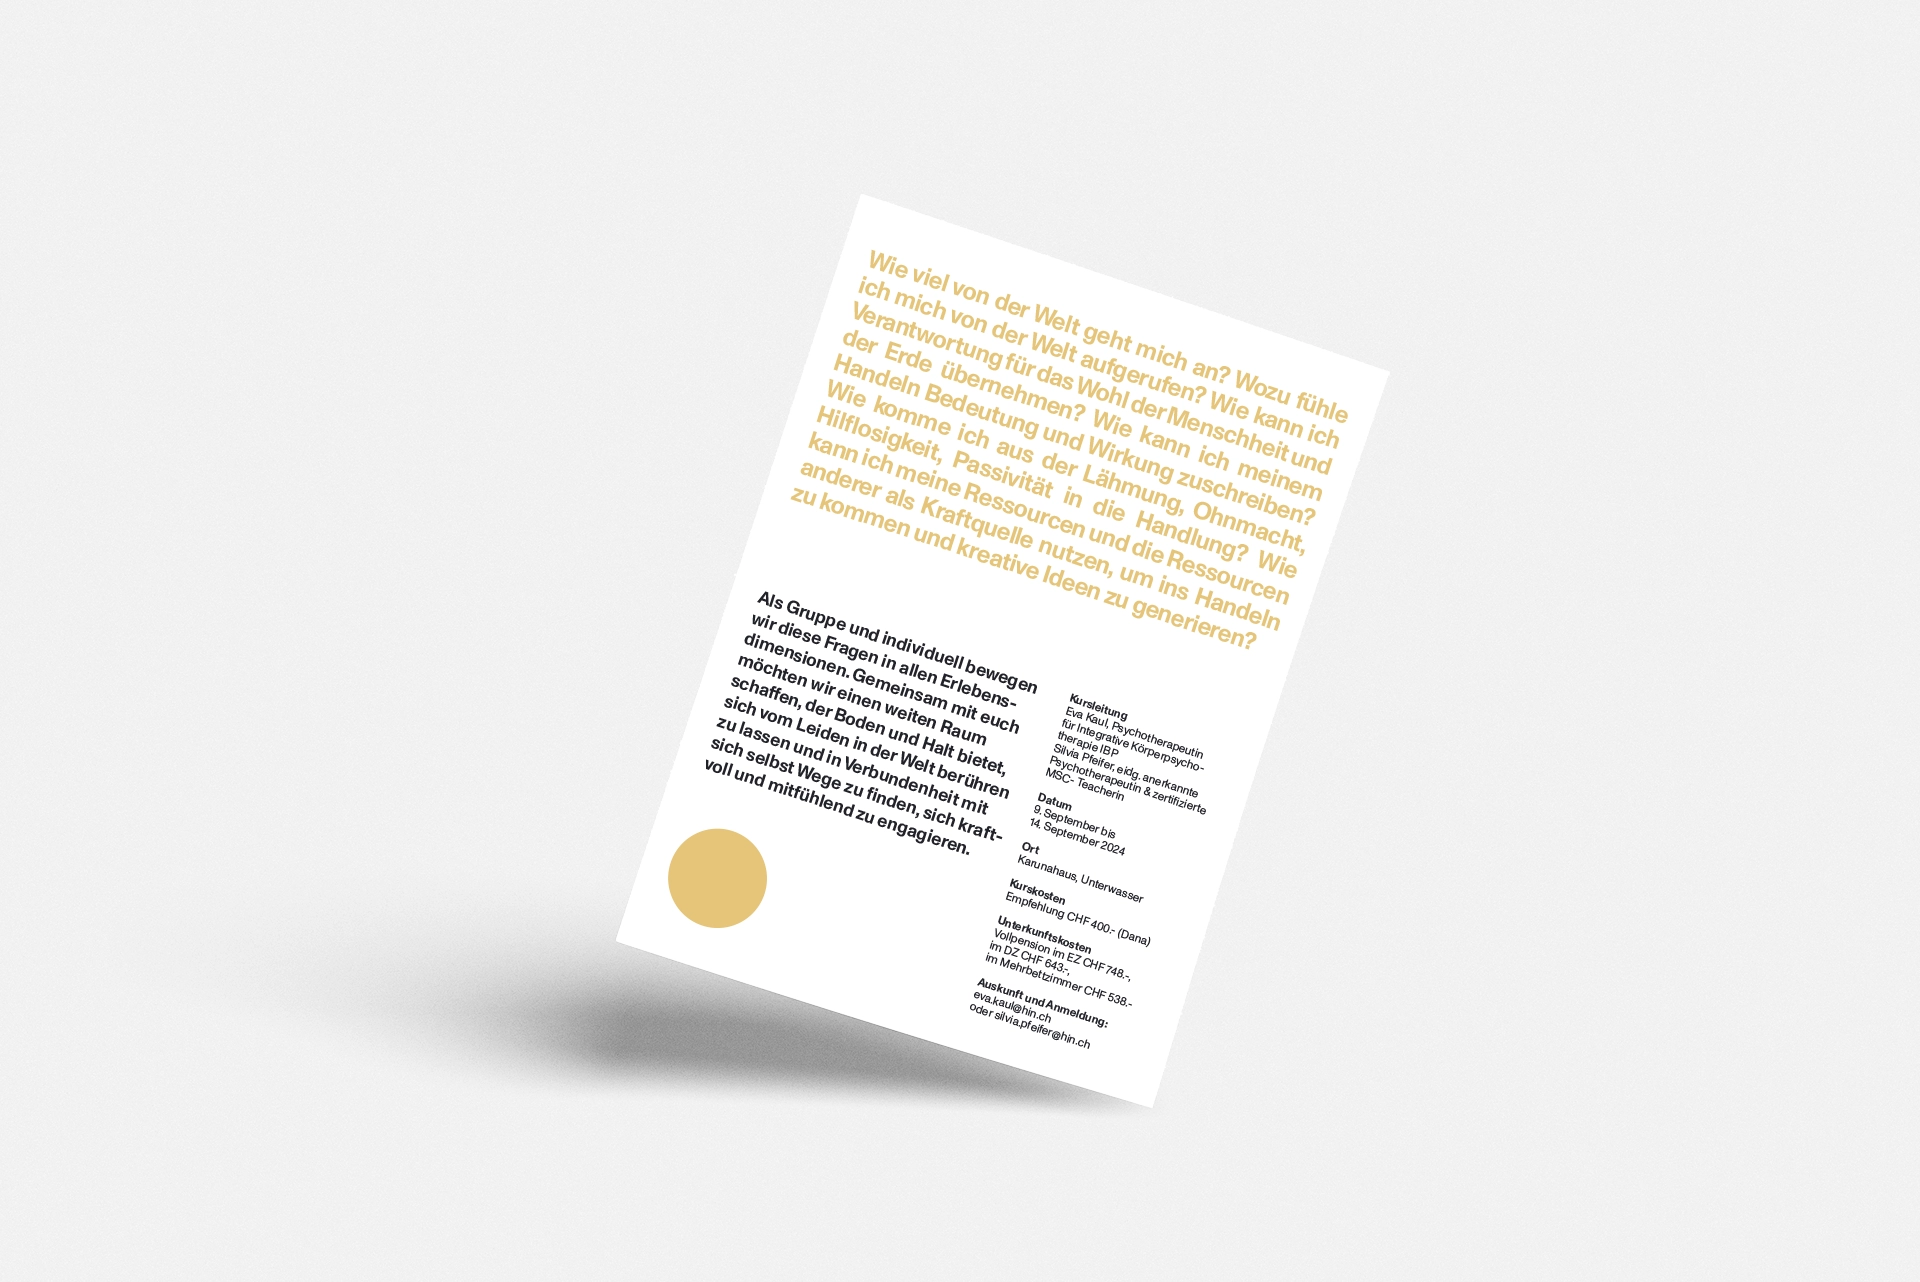 Wie viel von der Welt geht mich an? Wozu fühle
ich mich von der Welt aufgerufen? Wie kann ich
Verantwortung für das Wohl der Menschheit und
der Erde übernehmen? Wie kann ich meinem
Handeln Bedeutung und Wirkung zuschreiben?
Wie komme ich aus der Lähmung, Ohnmacht,
Hilflosigkeit, Passivität in die Handlung? Wie
kann ich meine Ressourcen und die Ressourcen
anderer als Kraftquelle nutzen, um ins Handeln
zu kommen und kreative Ideen zu generieren?
Als Gruppe und individuell bewegen
wir diese Fragen in allen Erlebens-
dimensionen. Gemeinsam mit euch
möchten wir einen weiten Raum
schaffen, der Boden und Halt bietet,
sich vom Leiden in der Welt berühren
zu lassen und in Verbundenheit mit
sich selbst Wege zu finden, sich kraft-
voll und mitfühlend zu engagieren.
Kursleitung
Eva Kaul, Psychotherapeutin
für Integrative Körperpsycho-
therapie IBP
Silvia Pfeifer, eidg. anerkannte
Psychotherapeutin & zertifizierte
MSC- Teacherin
Datum
9. September bis
14. September 2024
Ort
Karunahaus, Unterwasser
Kurskosten
Empfehlung CHF 400.- (Dana)
Unterkunftskosten
Vollpension im EZ CHF 748.-,
im DZ CHF 643.-,
im Mehrbettzimmer CHF 538.-
Auskunft und Anmeldung:
eva.kaul@hin.ch
oder silvia.pfeifer@hin.ch